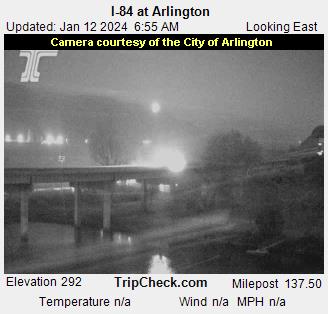 I-84 at Arlington
Updated: Jan 12 2024 6:55 AM Looking East
Camera courtesy of the City of Arlington
Elevation 292 TripCheck.com Milepost 137.50
Temperature n/a Wind n/a MPH n/a